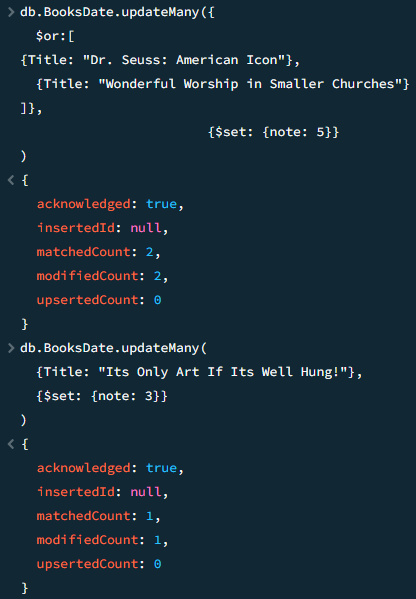 > db.BooksDate.updateMany({
$or:[
{Title: "Dr. Seuss: American Icon"},
{Title: "Wonderful Worship in Smaller Churches"}
]},
{$set: {note: 5}}
)
< {
acknowledged: true,
insertedId: null,
matchedCount: 2,
modifiedCount: 2,
upsertedCount: 0
}
> db.BooksDate.updateMany(
{Title: "Its Only Art If Its Well Hung!"},
{$set: {note: 3}}
)
< {
acknowledged: true,
insertedId: null,
matchedCount: 1,
modifiedCount: 1,
upsertedCount: 0
}